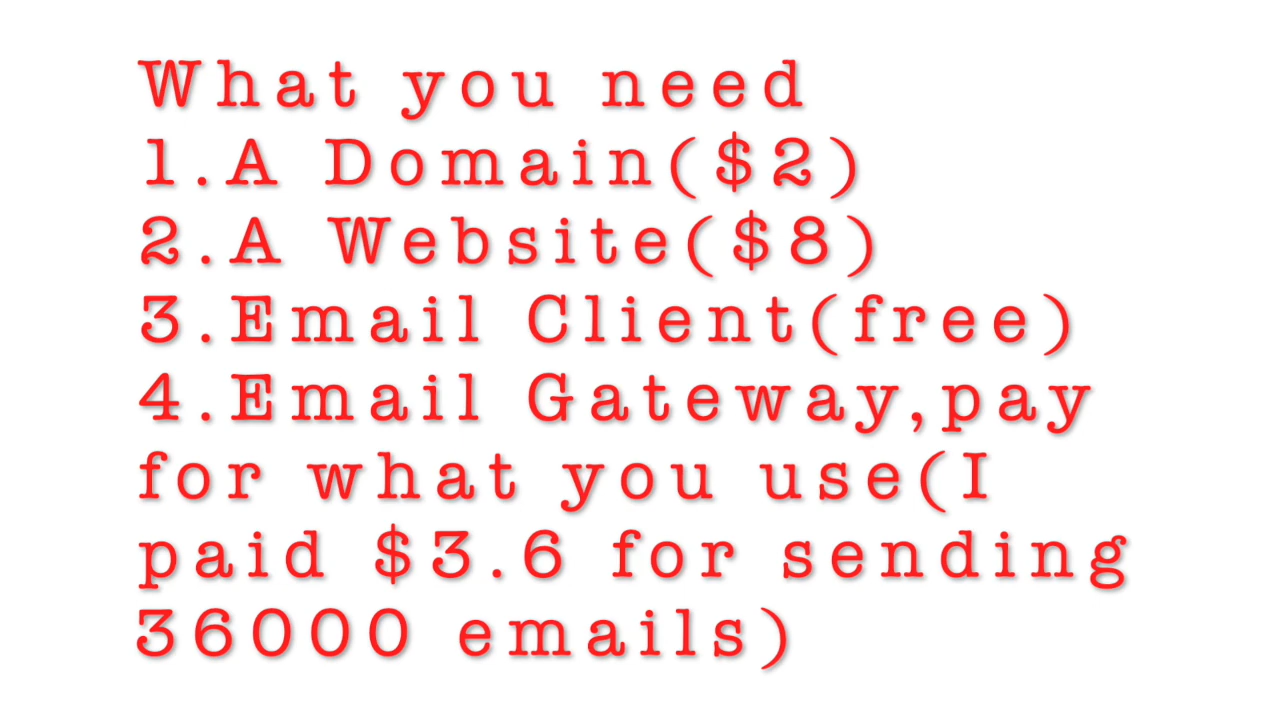 What you need
1.A Domain($2)
2.A Website($8)
3.Email Client(free)
4.Email Gateway,pay
for what you use(I
paid $3.6 for sending
36000 emails)